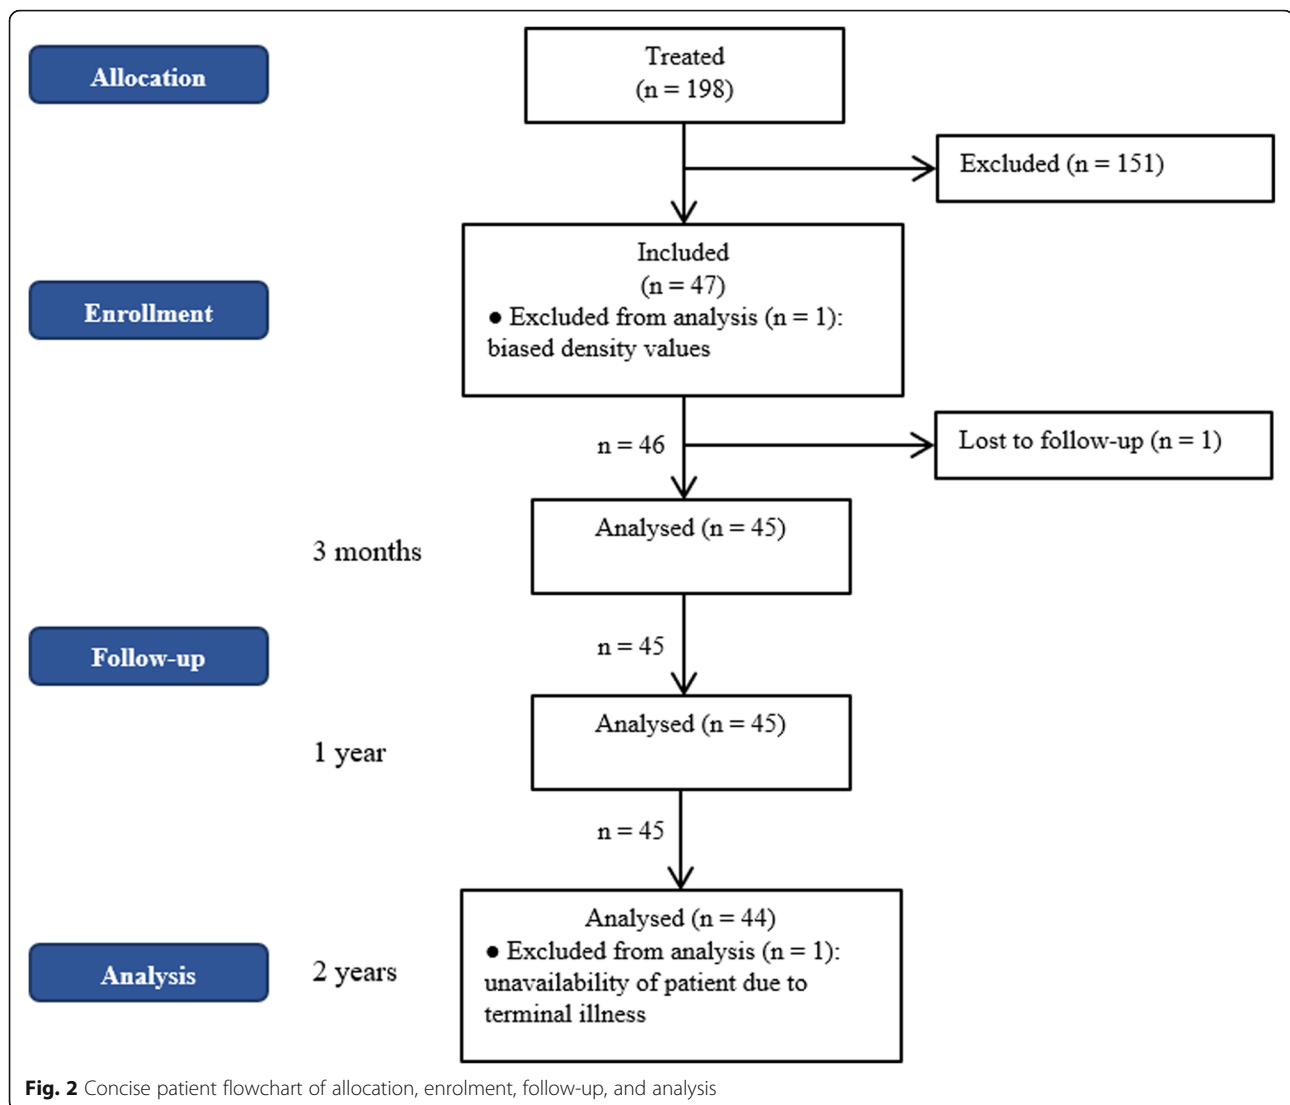 Allocation
Treated
(n = 198)
Excluded (n = 151)
Enrollment
Included
(n = 47)
● Excluded from analysis (n = 1):
biased density values
n = 46
Lost to follow-up (n = 1)
3 months
Analysed (n = 45)
Follow-up
n = 45
1 year
Analysed (n = 45)
n = 45
Analysis
2 years
Analysed (n = 44)
● Excluded from analysis (n = 1):
unavailability of patient due to
terminal illness
Fig. 2 Concise patient flowchart of allocation, enrolment, follow-up, and analysis